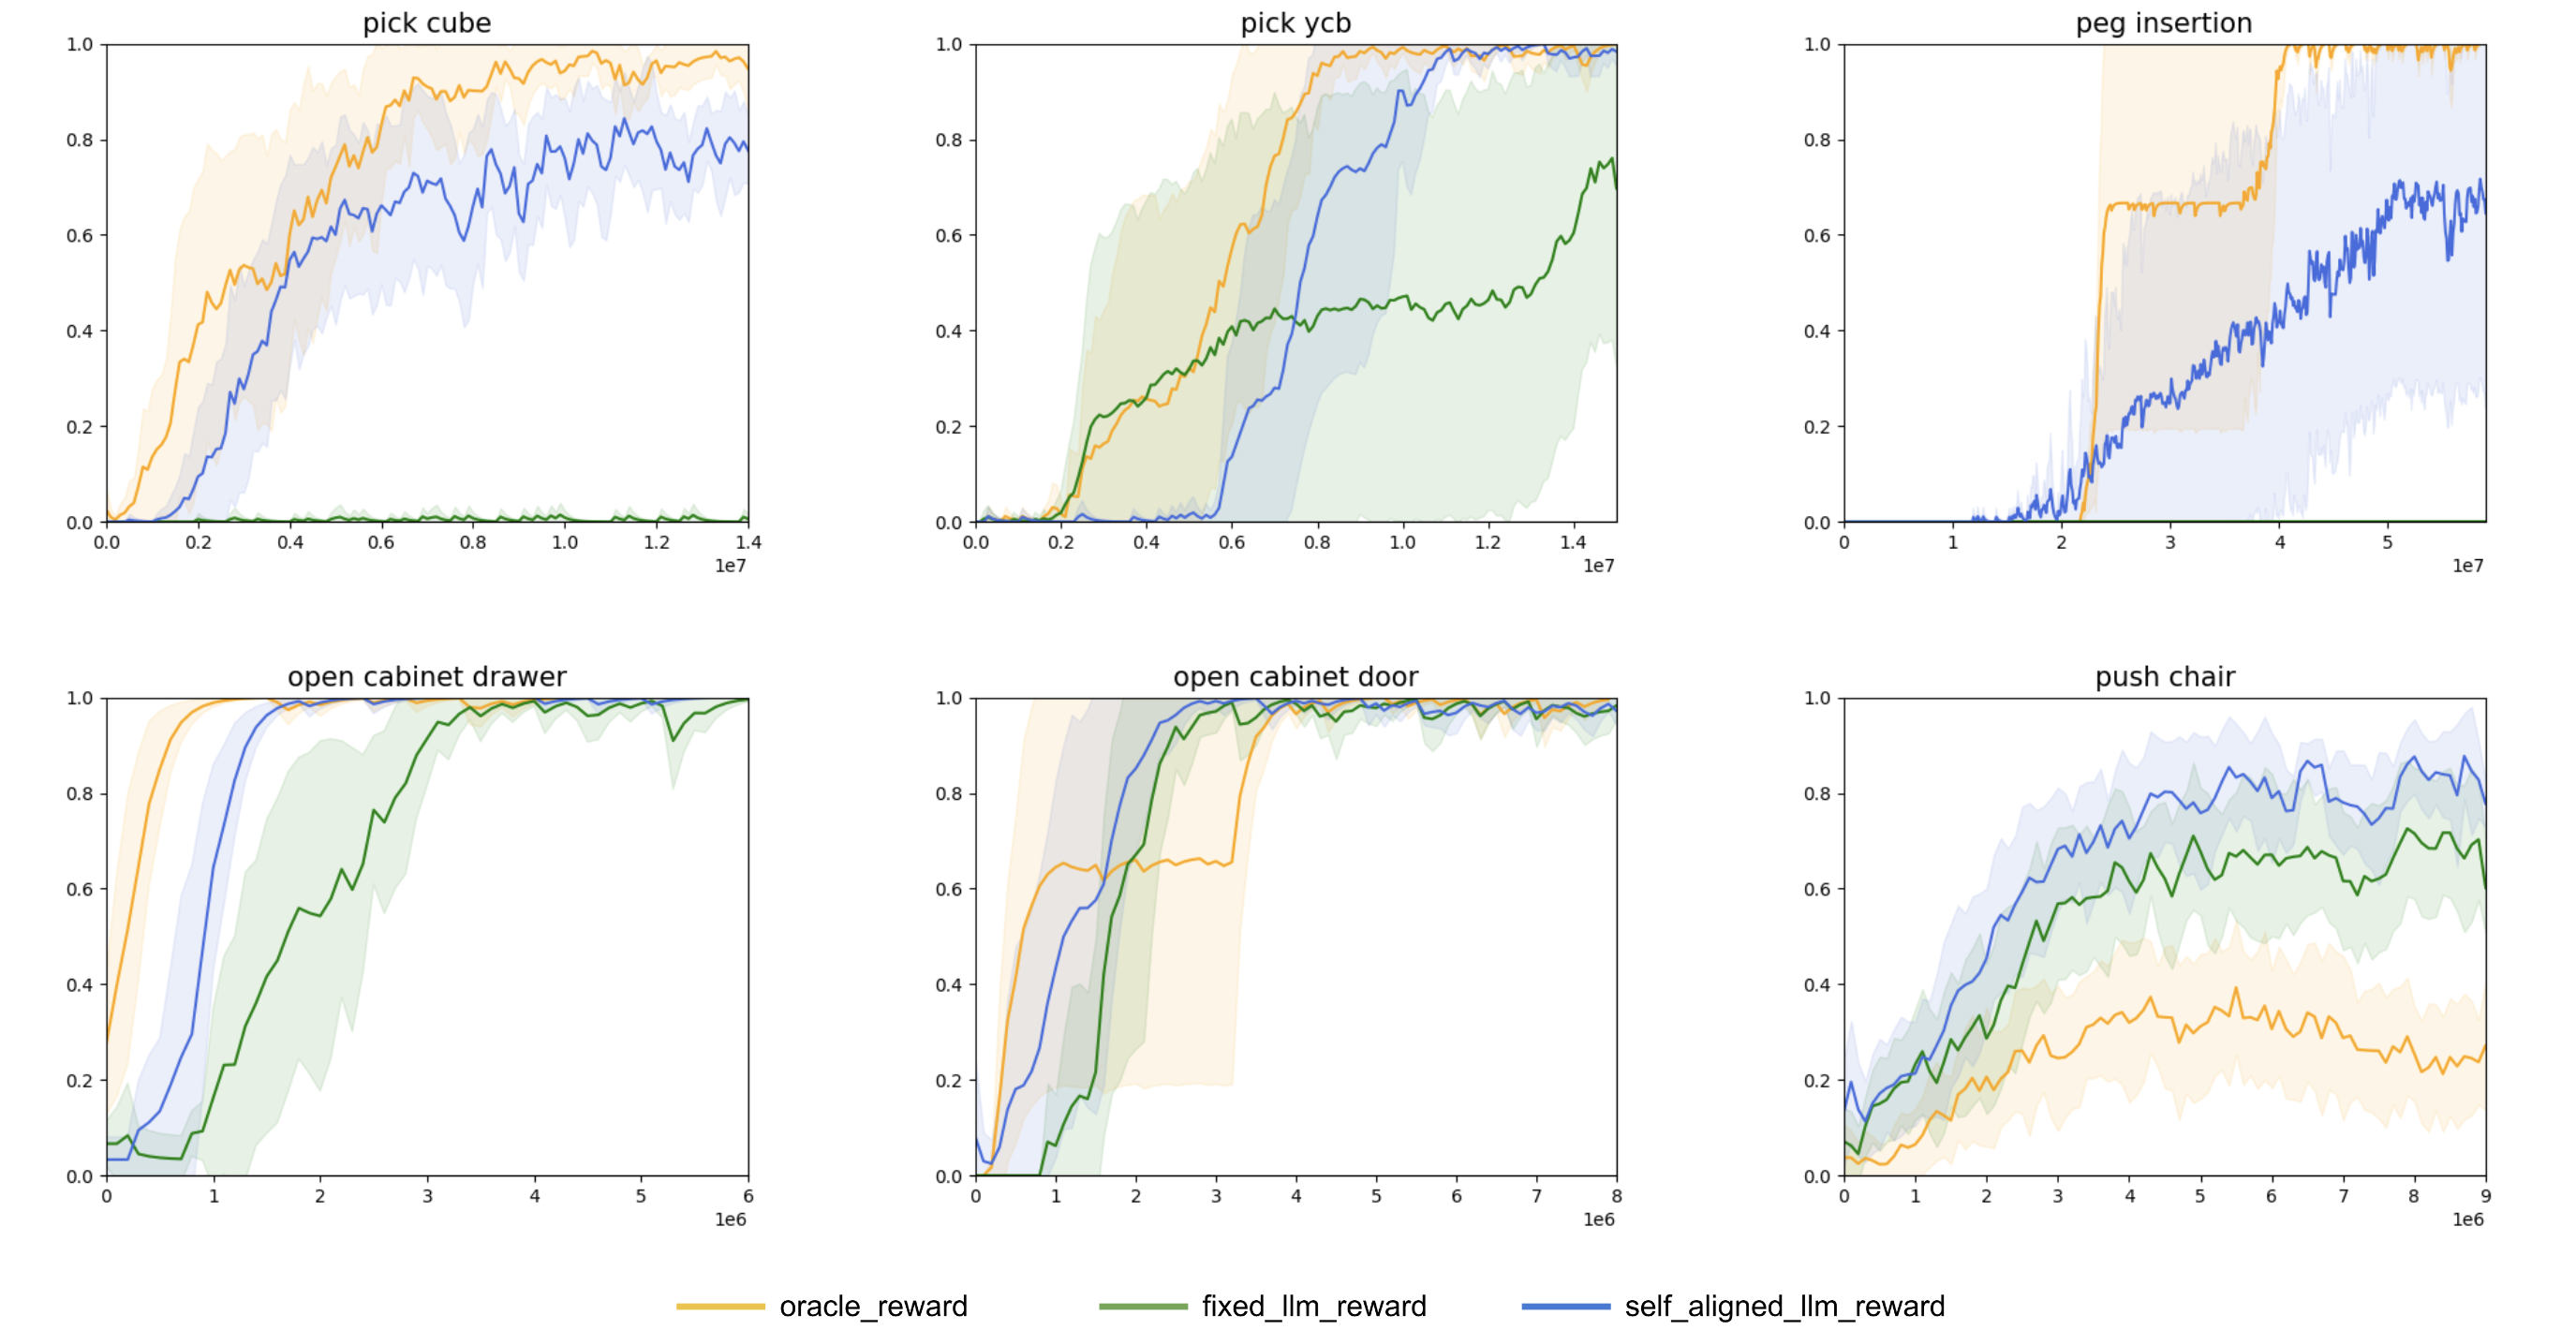 pick cube
1.0
0.8
0.6
0.4
0.2
0.0
0.0 0.2 0.4 0.6 0.8 1.0 1.2 1.4
1e7
pick ycb
1.0
0.8
0.6
0.4
0.2
0.0
0.0 0.2 0.4 0.6 0.8 1.0 1.2 1.4
1e7
peg insertion
1.0
0.8
0.6
0.4
0.2
0.0
0 1 2 3 4 5
1e7
open cabinet drawer
1.0
0.8
0.6
0.4
0.2
0.0
0 1 2 3 4 5 6
1e6
open cabinet door
1.0
0.8
0.6
0.4
0.2
0.0
0 1 2 3 4 5 6 7 8
1e6
push chair
1.0
0.8
0.6
0.4
0.2
0.0
0 1 2 3 4 5 6 7 8 9
1e6
oracle_reward fixed_llm_reward self_aligned_llm_reward